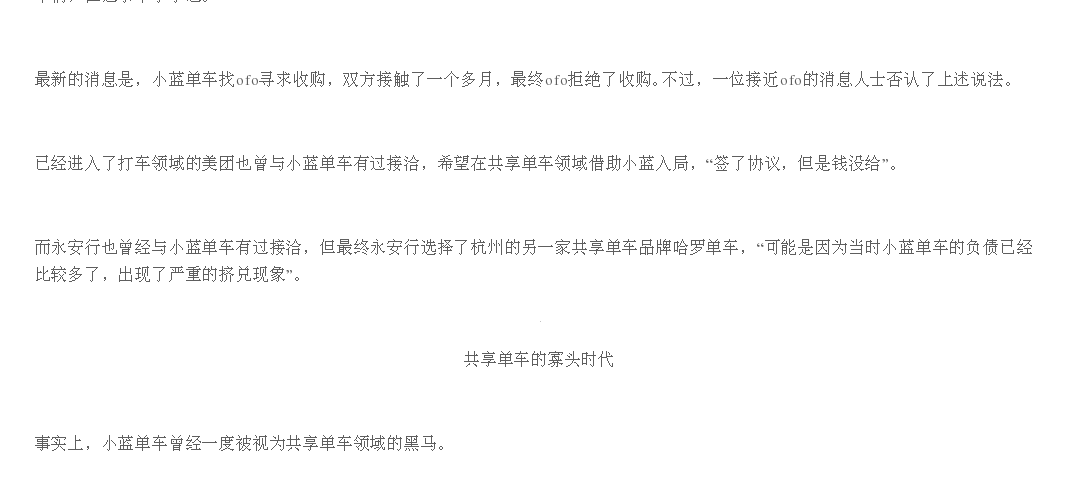 最新的消息是，小蓝单车找ofo寻求收购，双方接触了一个多月，最终ofo拒绝了收购。不过，一位接近ofo的消息人士否认了上述说法。
已经进入了打车领域的美团也曾与小蓝单车有过接洽，希望在共享单车领域借助小蓝入局，“签了协议，但是钱没给”。
而永安行也曾经与小蓝单车有过接洽，但最终永安行选择了杭州的另一家共享单车品牌哈罗单车，“可能是因为当时小蓝单车的负债已经
比较多了，出现了严重的挤兑现象”。
共享单车的寡头时代
事实上，小蓝单车曾经一度被视为共享单车领域的黑马。